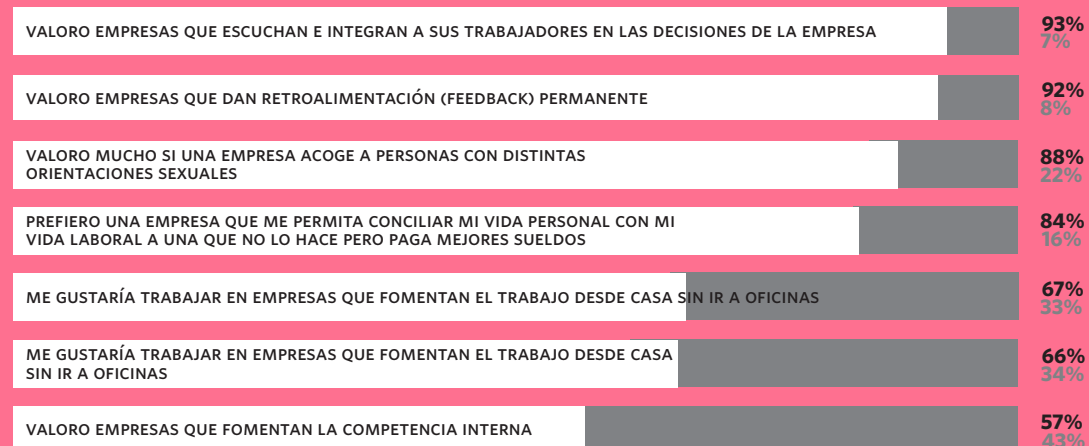 VALORO EMPRESAS QUE ESCUCHAN E INTEGRAN A SUS TRABAJADORES EN LAS DECISIONES DE LA EMPRESA
93%
7%
VALORO EMPRESAS QUE DAN RETROALIMENTACIÓN (FEEDBACK) PERMANENTE
92%
8%
VALORO MUCHO SI UNA EMPRESA ACOGE A PERSONAS CON DISTINTAS
ORIENTACIONES SEXUALES
88%
22%
PREFIERO UNA EMPRESA QUE ME PERMITA CONCILIAR MI VIDA PERSONAL CON MI
VIDA LABORAL A UNA QUE NO LO HACE PERO PAGA MEJORES SUELDOS
84%
16%
ME GUSTARÍA TRABAJAR EN EMPRESAS QUE FOMENTAN EL TRABAJO DESDE CASA SIN IR A OFICINAS
67%
33%
ME GUSTARÍA TRABAJAR EN EMPRESAS QUE FOMENTAN EL TRABAJO DESDE CASA
SIN IR A OFICINAS
66%
34%
VALORO EMPRESAS QUE FOMENTAN LA COMPETENCIA INTERNA
57%
43%